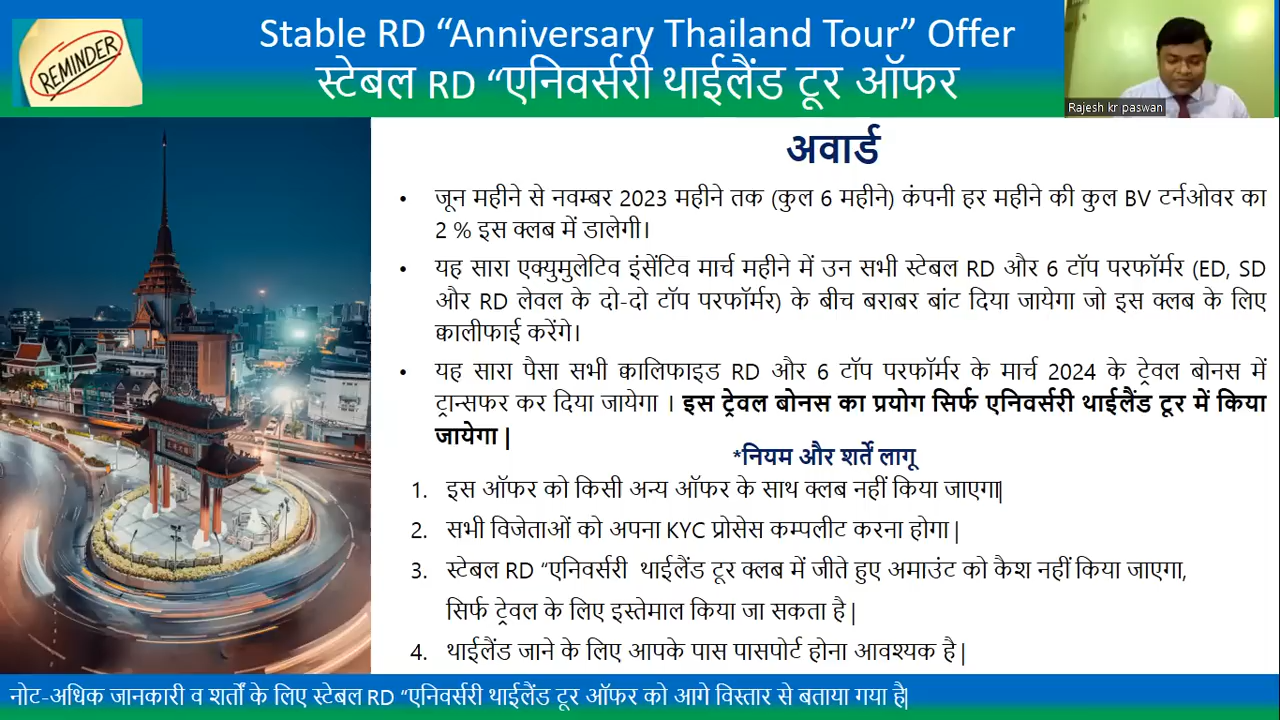 REMINDER
Stable RD “Anniversary Thailand Tour” Offer
स्टेबल RD “एनिवर्सरी थाईलैंड टूर ऑफर
Rajesh kr paswan
अवार्ड
• जून महीने से नवम्बर 2023 महीने तक (कुल 6 महीने) कंपनी हर महीने की कुल BV टर्नओवर का
2 % इस क्लब में डालेगी।
• यह सारा एक्युमुलेटिव इंसेंटिव मार्च महीने में उन सभी स्टेबल RD और 6 टॉप परफॉर्मर (ED, SD
और RD लेवल के दो-दो टॉप परफॉर्मर) के बीच बराबर बांट दिया जायेगा जो इस क्लब के लिए
क्वालीफाई करेंगे।
• यह सारा पैसा सभी क्वालिफाइड RD और 6 टॉप परफॉर्मर के मार्च 2024 के ट्रेवल बोनस में
ट्रान्सफर कर दिया जायेगा । इस ट्रेवल बोनस का प्रयोग सिर्फ एनिवर्सरी थाईलैंड टूर में किया
जायेगा |
*नियम और शर्ते लागू
1. इस ऑफर को किसी अन्य ऑफर के साथ क्लब नहीं किया जाएगा|
2. सभी विजेताओं को अपना KYC प्रोसेस कम्पलीट करना होगा |
3. स्टेबल RD “एनिवर्सरी थाईलैंड टूर क्लब में जीते हुए अमाउंट को कैश नहीं किया जाएगा,
सिर्फ ट्रेवल के लिए इस्तेमाल किया जा सकता है |
4. थाईलैंड जाने के लिए आपके पास पासपोर्ट होना आवश्यक है |
नोट-अधिक जानकारी व शर्तों के लिए स्टेबल RD “एनिवर्सरी थाईलैंड टूर ऑफर को आगे विस्तार से बताया गया है|